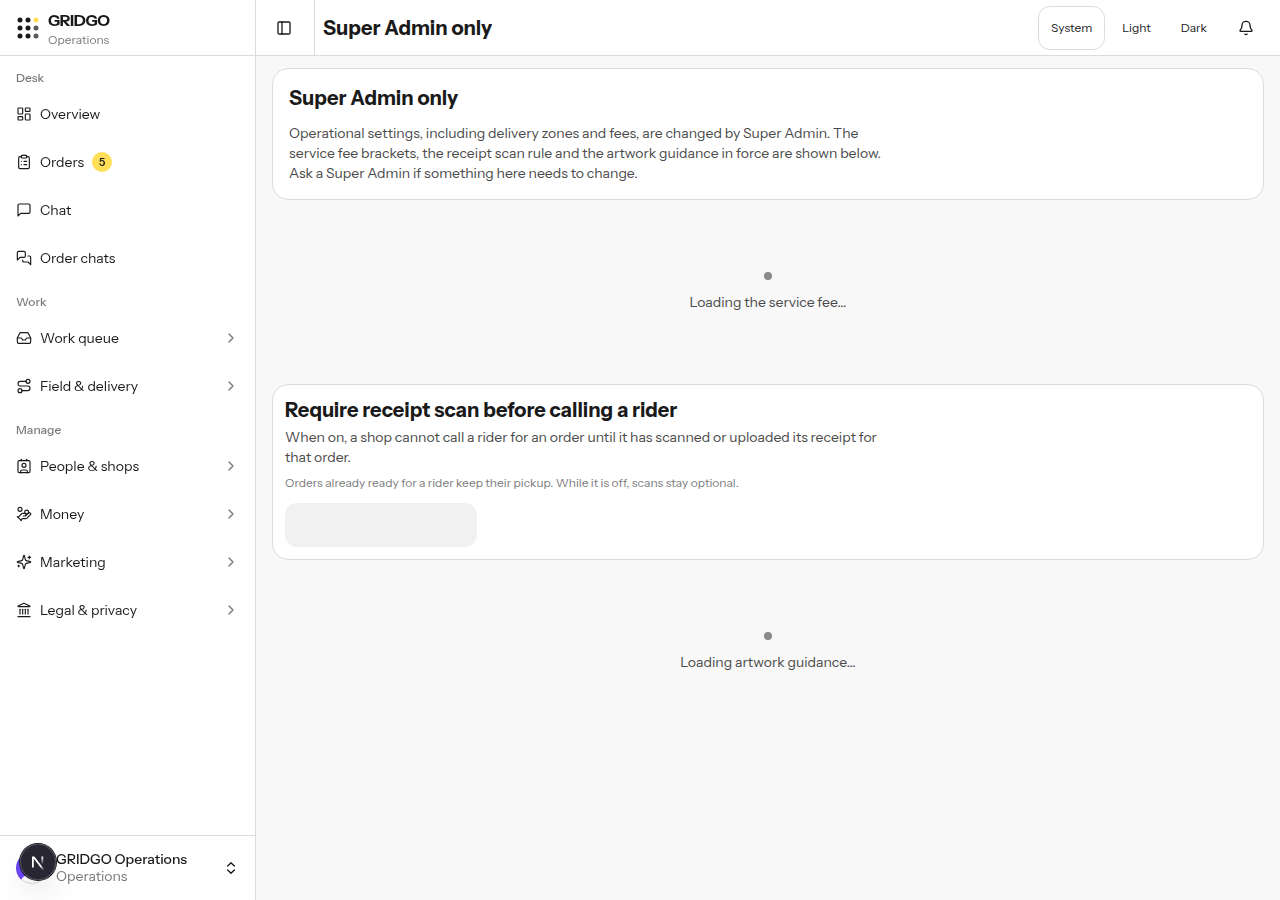 GRIDGO
Operations
Desk
Overview
Orders 5
Chat
Order chats
Work
Work queue
Field & delivery
Manage
People & shops
Money
Marketing
Legal & privacy
N
GRIDGO Operations
Operations
Super Admin only
System
Light
Dark
Super Admin only
Operational settings, including delivery zones and fees, are changed by Super Admin. The
service fee brackets, the receipt scan rule and the artwork guidance in force are shown below.
Ask a Super Admin if something here needs to change.
Loading the service fee…
Require receipt scan before calling a rider
When on, a shop cannot call a rider for an order until it has scanned or uploaded its receipt for
that order.
Orders already ready for a rider keep their pickup. While it is off, scans stay optional.
Loading artwork guidance…